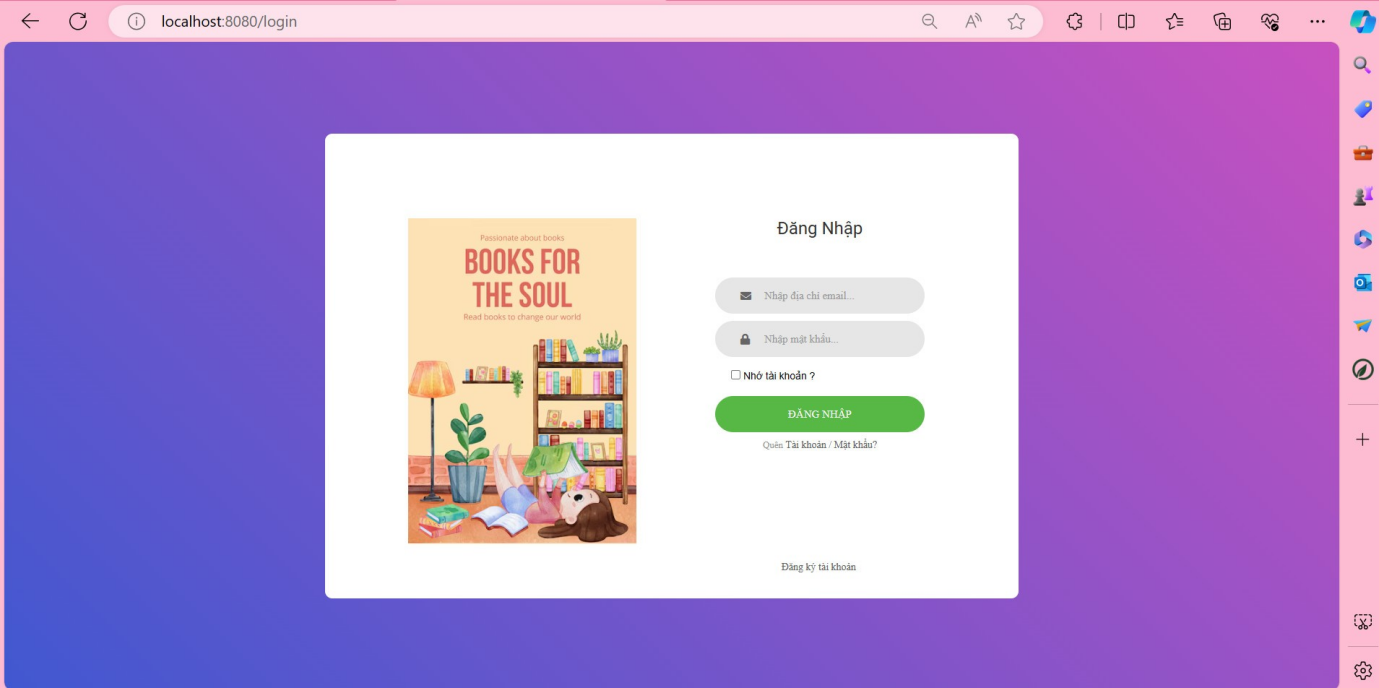 localhost:8080/login
Passionate about books
BOOKS FOR
THE SOUL
Read books to change our world
Đăng Nhập
Nhập địa chỉ email...
Nhập mật khẩu...
Nhớ tài khoản ?
ĐĂNG NHẬP
Quên Tài khoản / Mật khẩu?
Đăng ký tài khoản